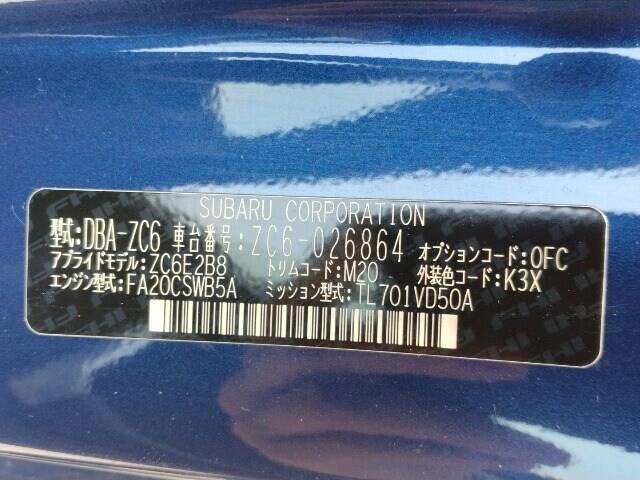 SUBARU CORPORATION
型式:DBA-ZC6 車台番号:ZC6-026864 オプションコード:OFC
アプライドモデル:ZC6E2B8 トリムコード:M20 外装色コード:K3X
エンジン型式:FA20CSWB5A ミッション型式:TL701VD50A